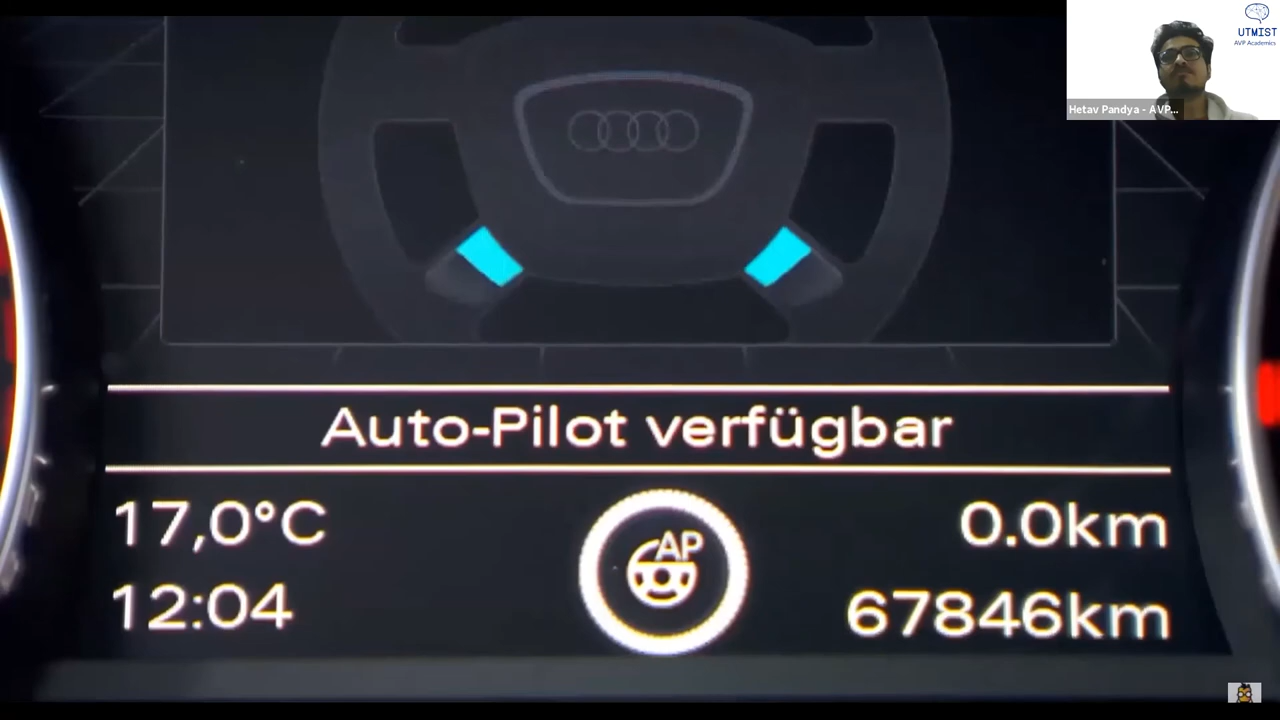 UTMIST
AVP Academics
Hetav Pandya - AVP...
Auto-Pilot verfügbar
17,0°C
AP
0.0km
12:04
67846km